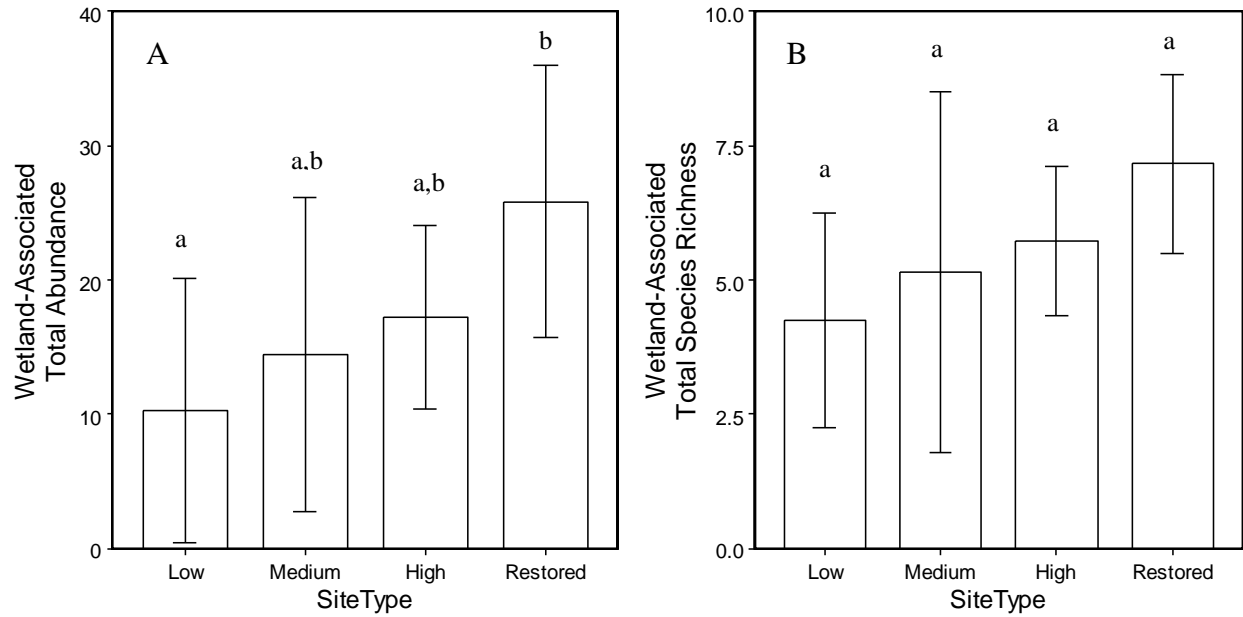 40
A
b
30
a,b
a,b
a
20
10
0
Wetland-Associated
Total Abundance
Low Medium High Restored
SiteType
10.0
B
a
a
a
a
7.5
5.0
2.5
0.0
Wetland-Associated
Total Species Richness
Low Medium High Restored
SiteType